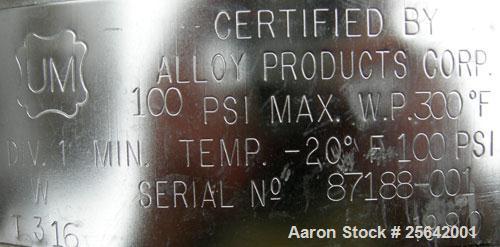 CERTIFIED BY
UM
ALLOY PRODUCTS CORP.
100 PSI MAX. W.P. 300 °F
DIV. 1 MIN. TEMP. -20° F 100 PSI
W SERIAL Nº 87188-001
T316
Aaron Stock # 25642001